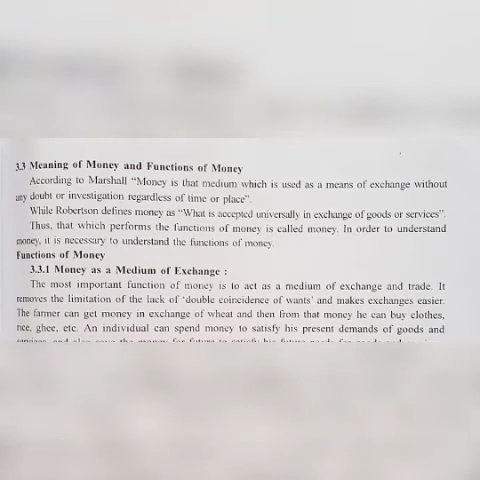 3.3 Meaning of Money and Functions of Money
According to Marshall "Money is that medium which is used as a means of exchange without
any doubt or investigation regardless of time or place".
While Robertson defines money as "What is accepted universally in exchange of goods or services".
Thus, that which performs the functions of money is called money. In order to understand
money, it is necessary to understand the functions of money.
Functions of Money
3.3.1 Money as a Medium of Exchange :
The most important function of money is to act as a medium of exchange and trade. It
removes the limitation of the lack of 'double coincidence of wants' and makes exchanges easier.
The farmer can get money in exchange of wheat and then from that money he can buy clothes,
rice, ghee, etc. An individual can spend money to satisfy his present demands of goods and